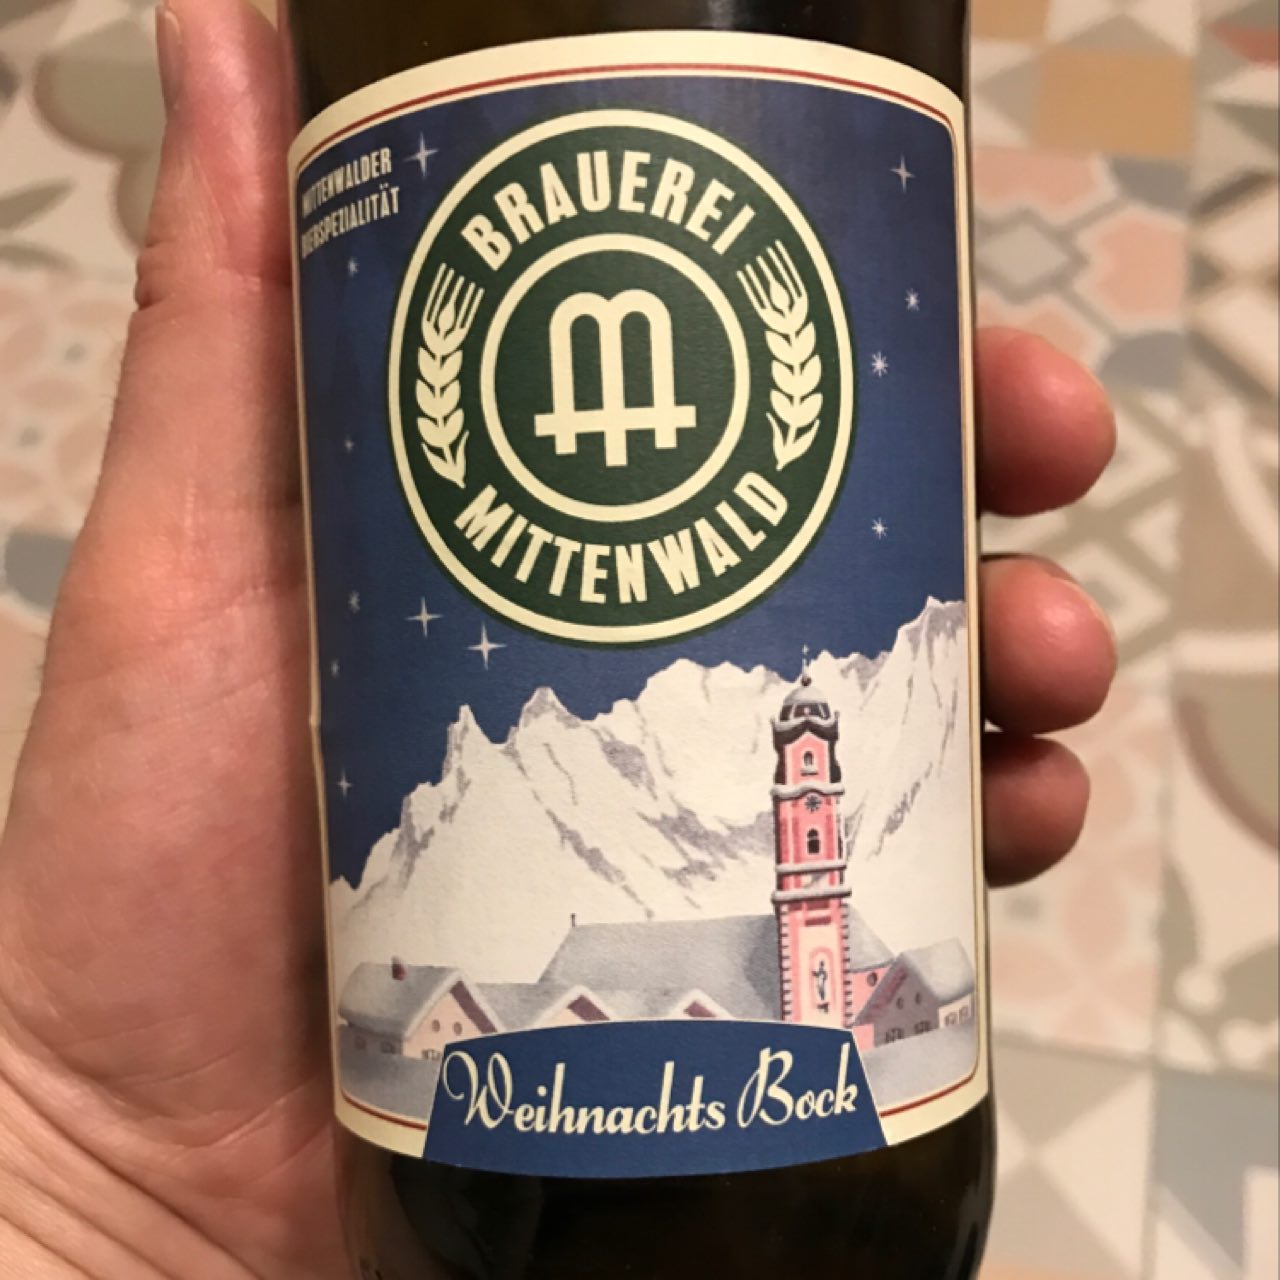 MITTENWALDER
BIERSPEZIALITÄT
BRAUEREI
MITTENWALD
Weihnachts Bock